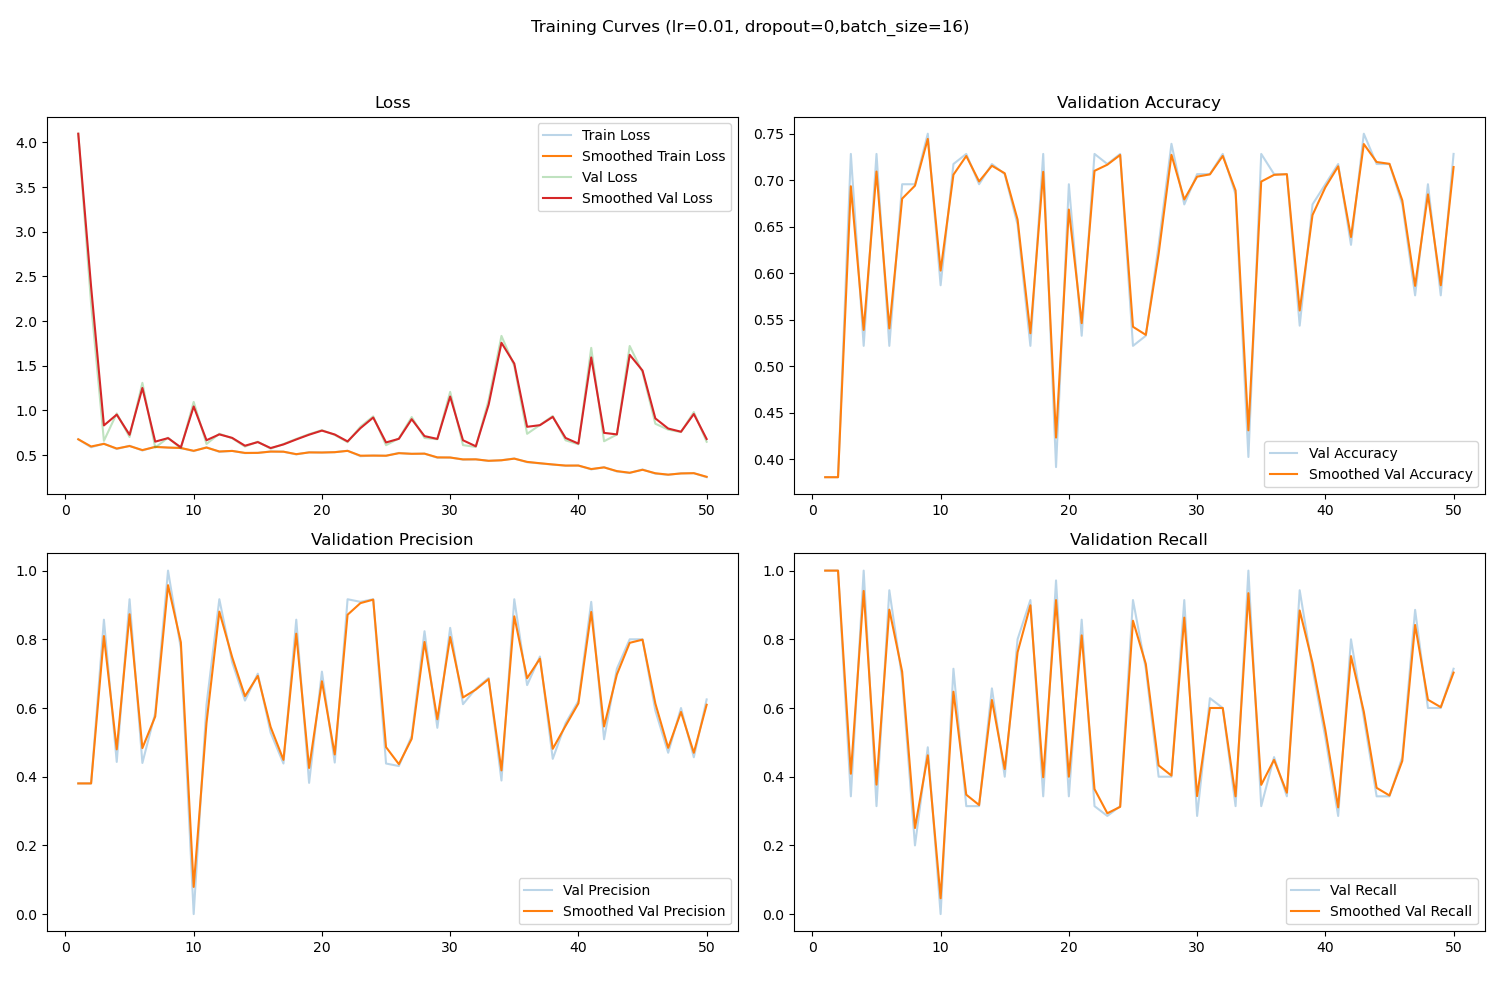 Training Curves (lr=0.01, dropout=0,batch_size=16)
Loss
4.0
3.5
3.0
2.5
2.0
1.5
1.0
0.5
0 10 20 30 40 50
Train Loss
Smoothed Train Loss
Val Loss
Smoothed Val Loss
Validation Accuracy
0.75
0.70
0.65
0.60
0.55
0.50
0.45
0.40
0 10 20 30 40 50
Val Accuracy
Smoothed Val Accuracy
Validation Precision
1.0
0.8
0.6
0.4
0.2
0.0
0 10 20 30 40 50
Val Precision
Smoothed Val Precision
Validation Recall
1.0
0.8
0.6
0.4
0.2
0.0
0 10 20 30 40 50
Val Recall
Smoothed Val Recall